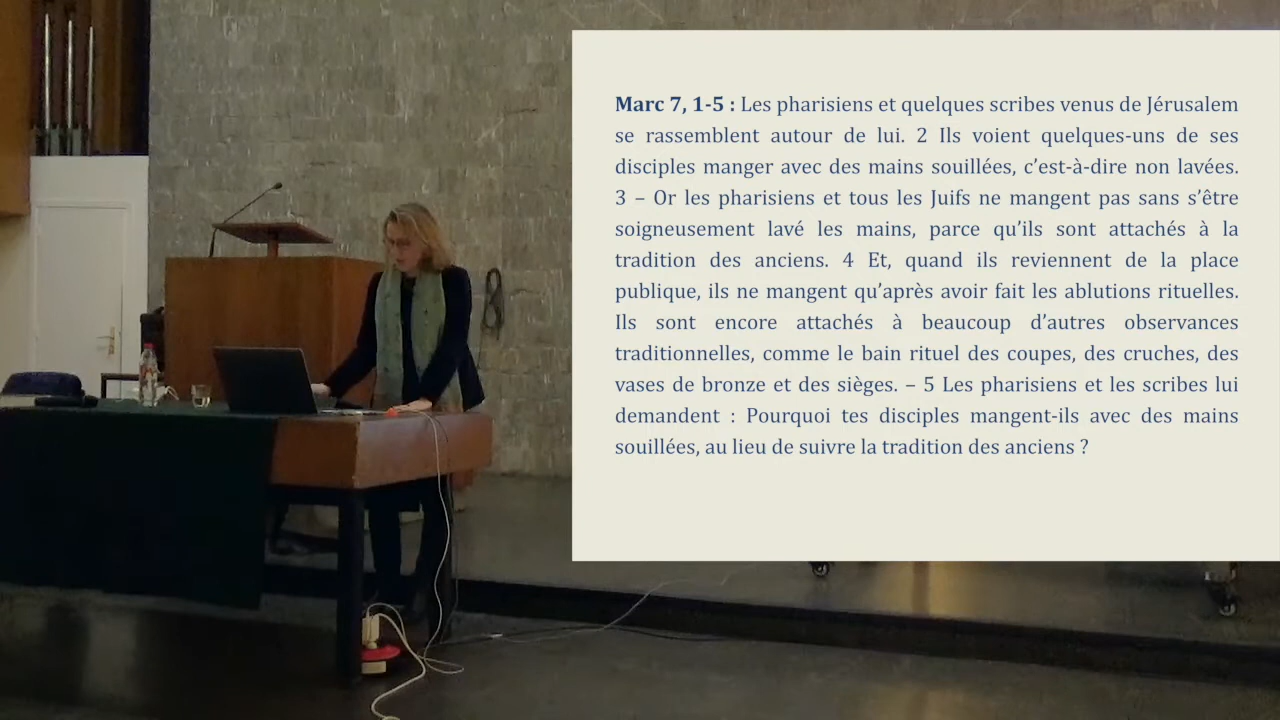 Marc 7, 1-5 : Les pharisiens et quelques scribes venus de Jérusalem
se rassemblent autour de lui. 2 Ils voient quelques-uns de ses
disciples manger avec des mains souillées, c’est-à-dire non lavées.
3 – Or les pharisiens et tous les Juifs ne mangent pas sans s’être
soigneusement lavé les mains, parce qu’ils sont attachés à la
tradition des anciens. 4 Et, quand ils reviennent de la place
publique, ils ne mangent qu’après avoir fait les ablutions rituelles.
Ils sont encore attachés à beaucoup d’autres observances
traditionnelles, comme le bain rituel des coupes, des cruches, des
vases de bronze et des sièges. – 5 Les pharisiens et les scribes lui
demandent : Pourquoi tes disciples mangent-ils avec des mains
souillées, au lieu de suivre la tradition des anciens ?